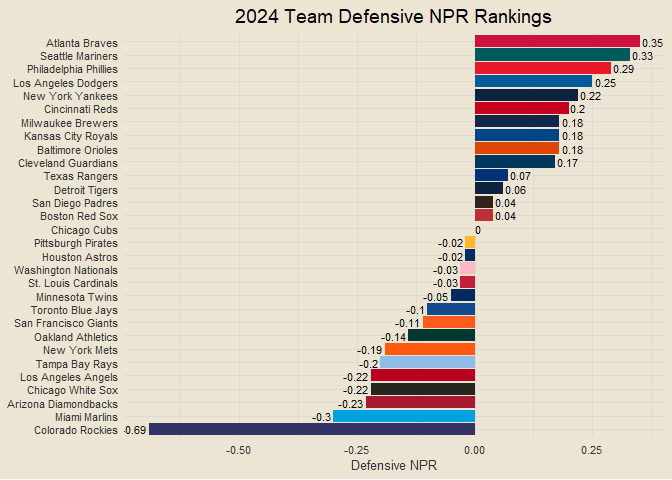 2024 Team Defensive NPR Rankings
Atlanta Braves 0.35
Seattle Mariners 0.33
Philadelphia Phillies 0.29
Los Angeles Dodgers 0.25
New York Yankees 0.22
Cincinnati Reds 0.2
Milwaukee Brewers 0.18
Kansas City Royals 0.18
Baltimore Orioles 0.18
Cleveland Guardians 0.17
Texas Rangers 0.07
Detroit Tigers 0.06
San Diego Padres 0.04
Boston Red Sox 0.04
Chicago Cubs 0
Pittsburgh Pirates -0.02
Houston Astros -0.02
Washington Nationals -0.03
St. Louis Cardinals -0.03
Minnesota Twins -0.05
Toronto Blue Jays -0.1
San Francisco Giants -0.11
Oakland Athletics -0.14
New York Mets -0.19
Tampa Bay Rays -0.2
Los Angeles Angels -0.22
Chicago White Sox -0.22
Arizona Diamondbacks -0.23
Miami Marlins -0.3
Colorado Rockies -0.69
-0.50 -0.25 0.00 0.25
Defensive NPR